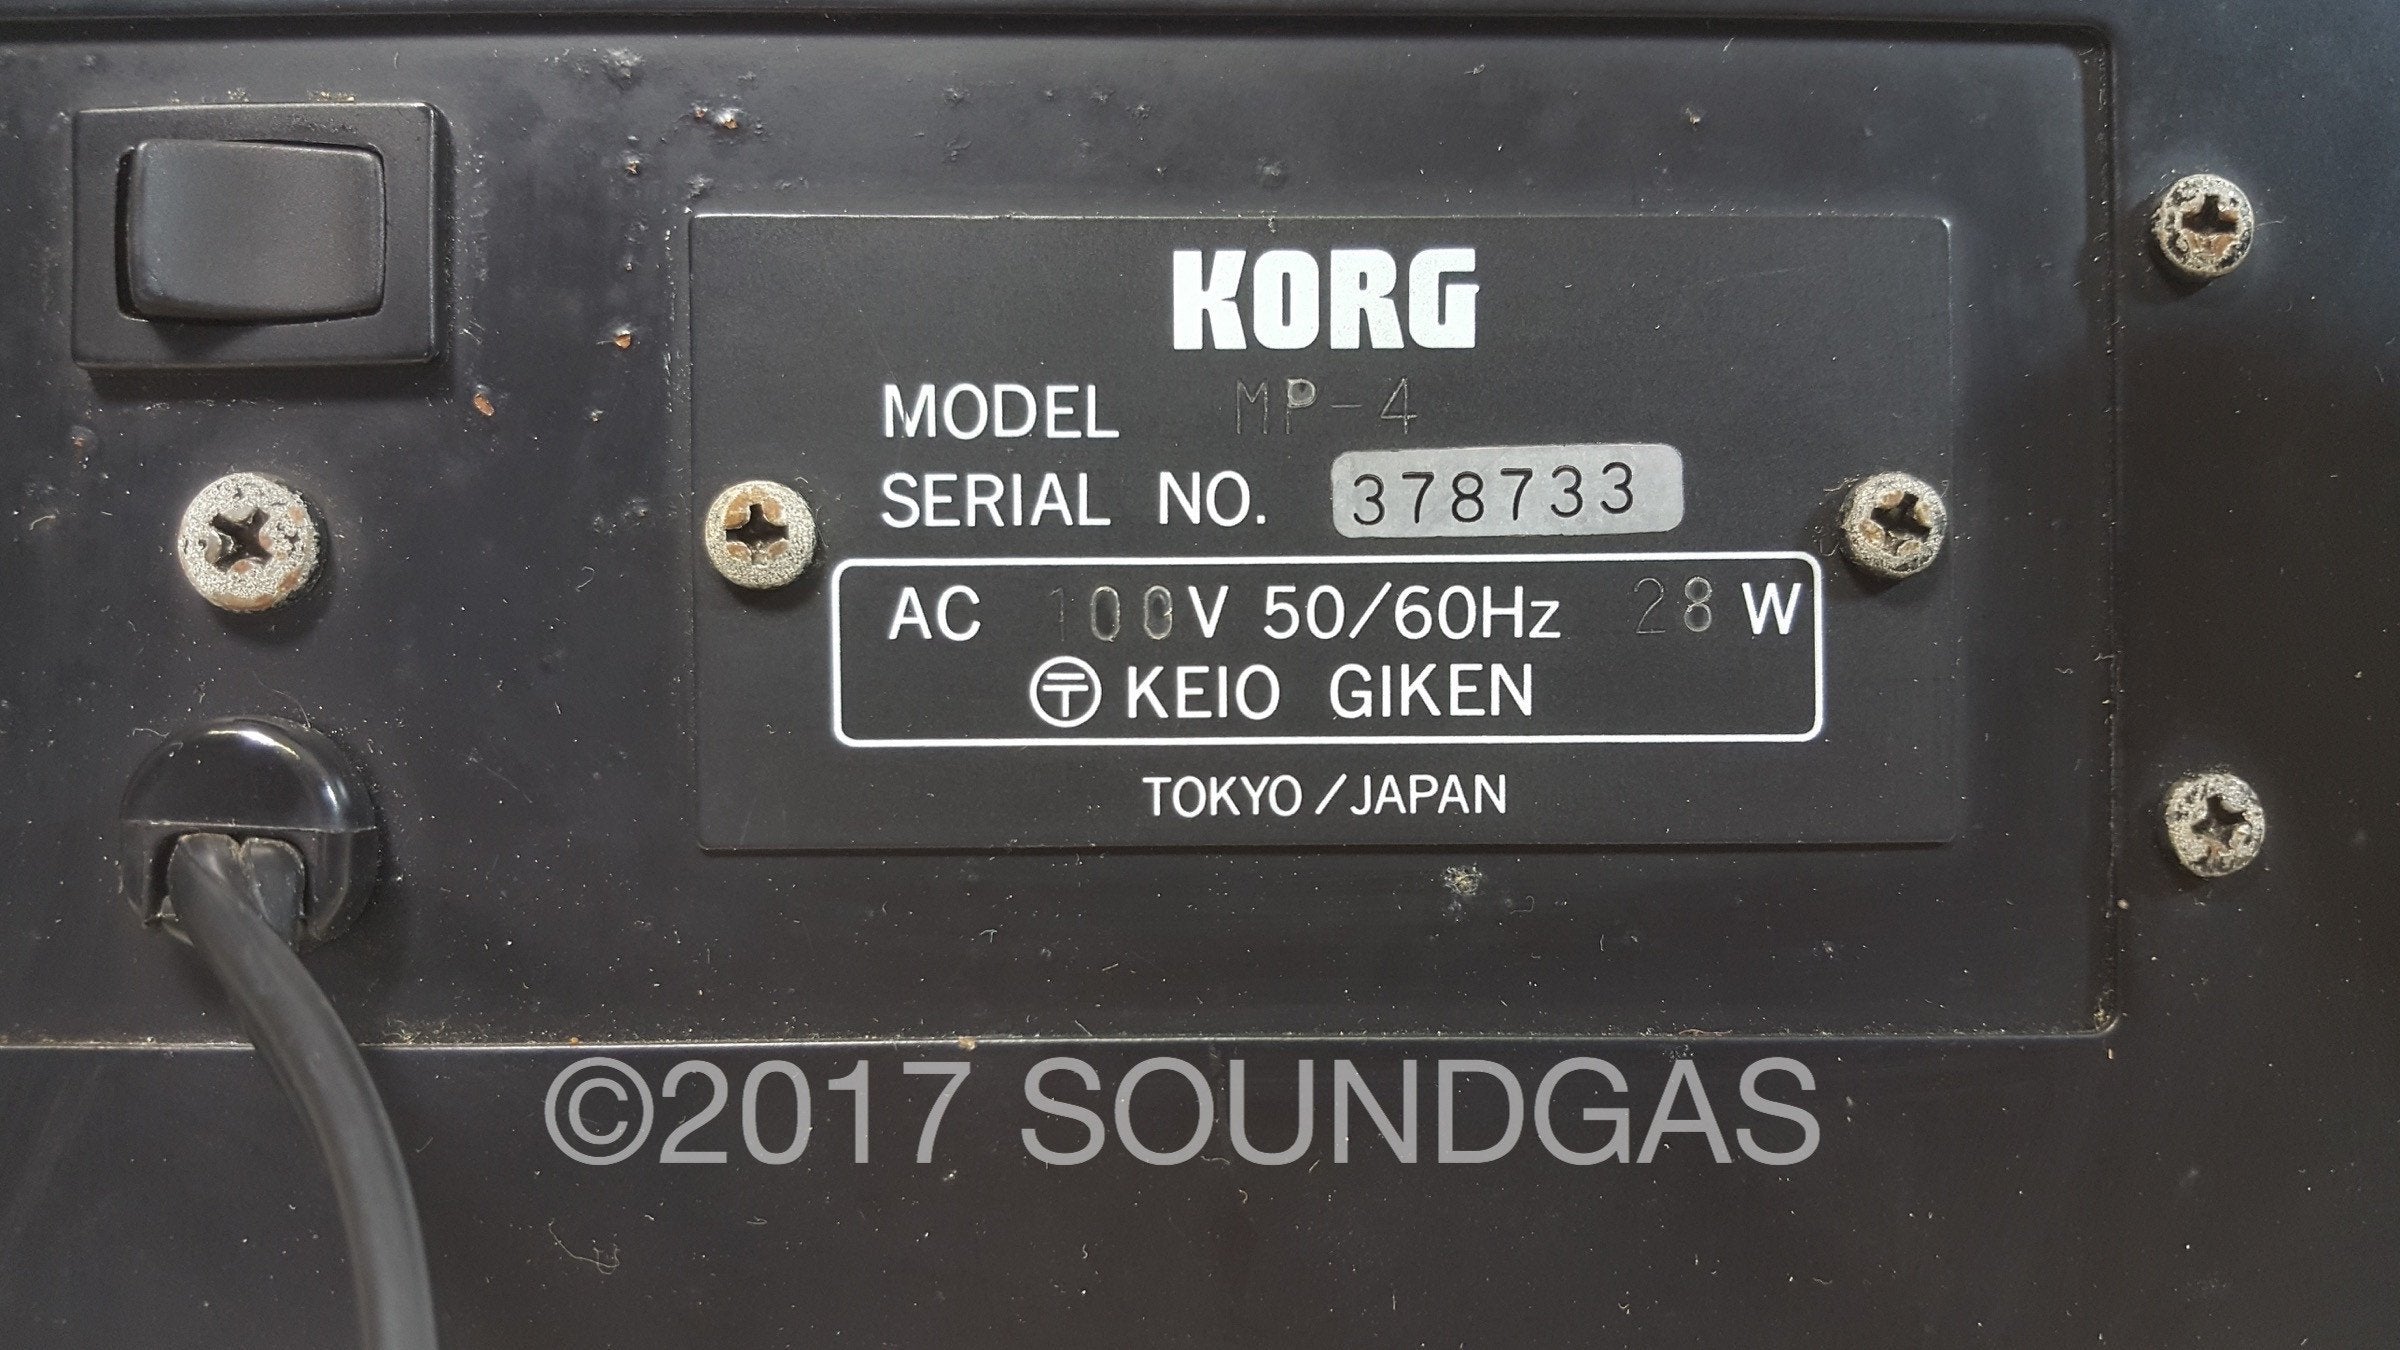 KORG
MODEL MP-4
SERIAL NO. 378733
AC 100V 50/60Hz 28 W
〶 KEIO GIKEN
TOKYO/JAPAN
©2017 SOUNDGAS